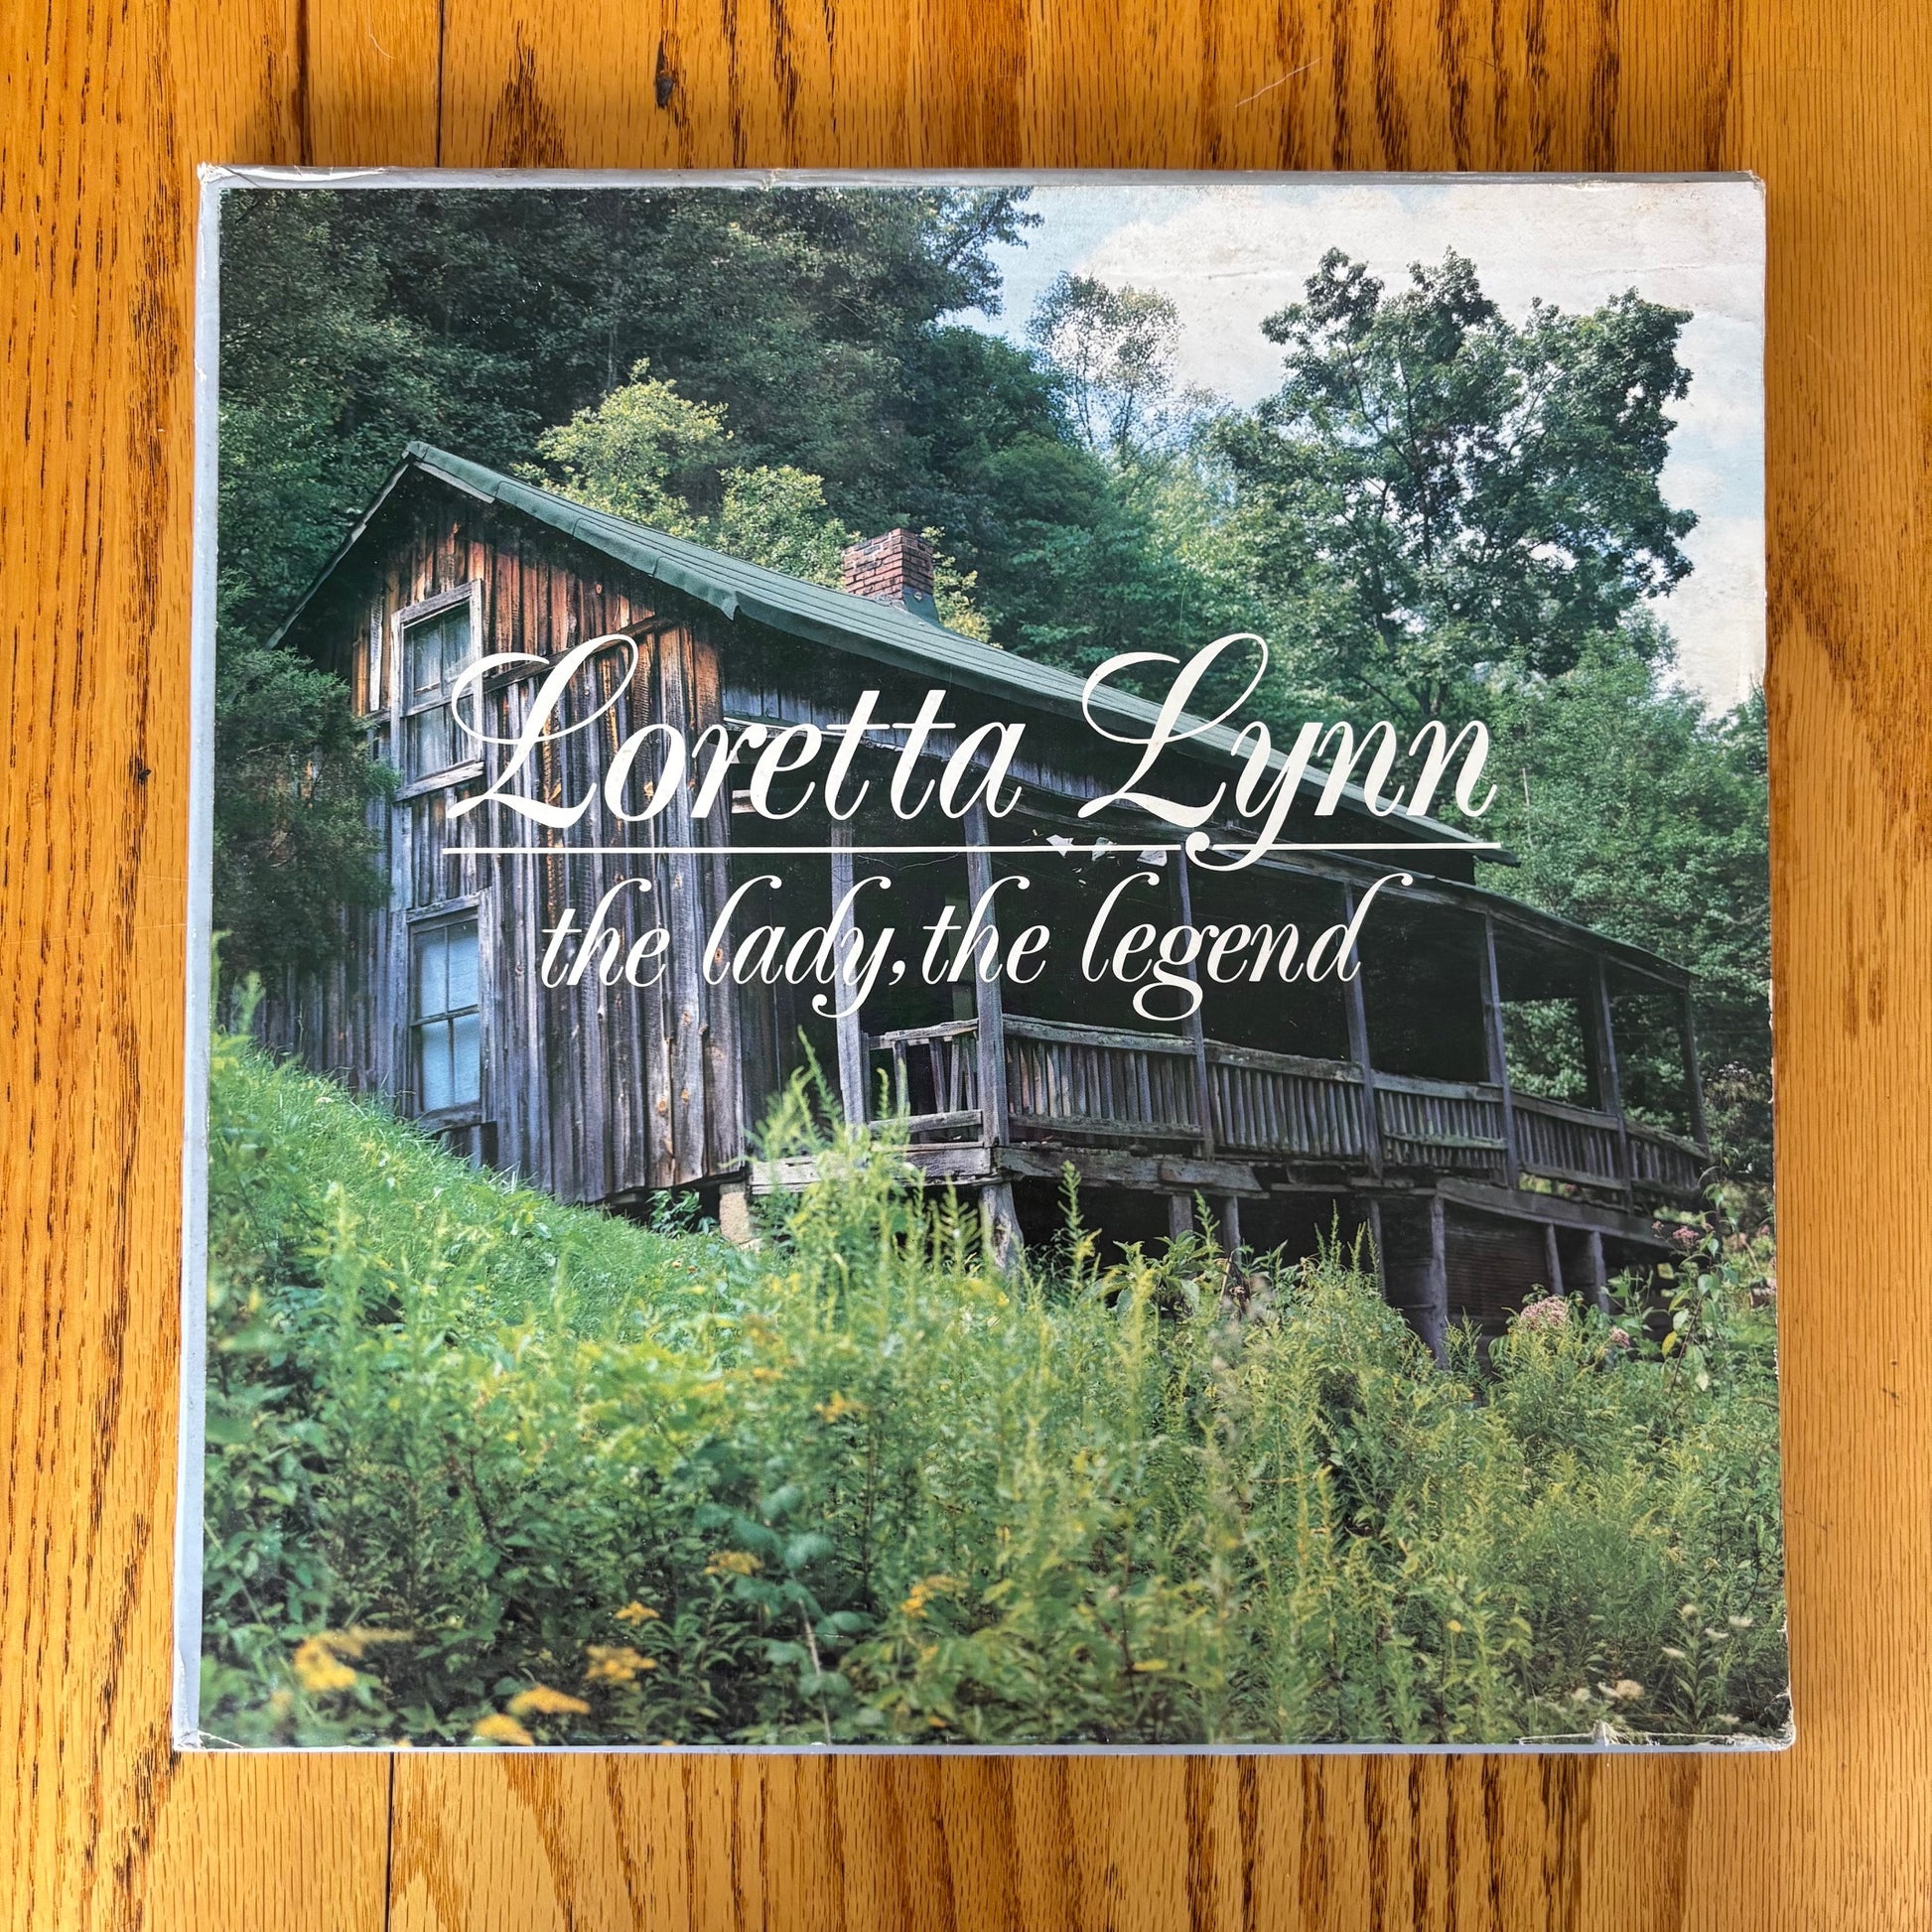 Loretta Lynn
the lady, the legend